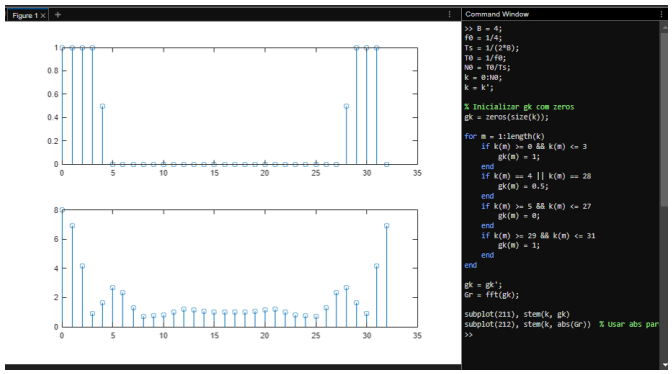 Figure 1 × +
1
0.8
0.6
0.4
0.2
0
0 5 10 15 20 25 30 35
8
6
4
2
0
0 5 10 15 20 25 30 35
Command Window
>> B = 4;
f0 = 1/4;
Ts = 1/(2*B);
T0 = 1/f0;
N0 = T0/Ts;
k = 0:N0;
k = k';
% Inicializar gk com zeros
gk = zeros(size(k));
for m = 1:length(k)
if k(m) >= 0 && k(m) <= 3
gk(m) = 1;
end
if k(m) == 4 || k(m) == 28
gk(m) = 0.5;
end
if k(m) >= 5 && k(m) <= 27
gk(m) = 0;
end
if k(m) >= 29 && k(m) <= 31
gk(m) = 1;
end
end
gk = gk';
Gr = fft(gk);
subplot(211), stem(k, gk)
subplot(212), stem(k, abs(Gr))  % Usar abs par
>>